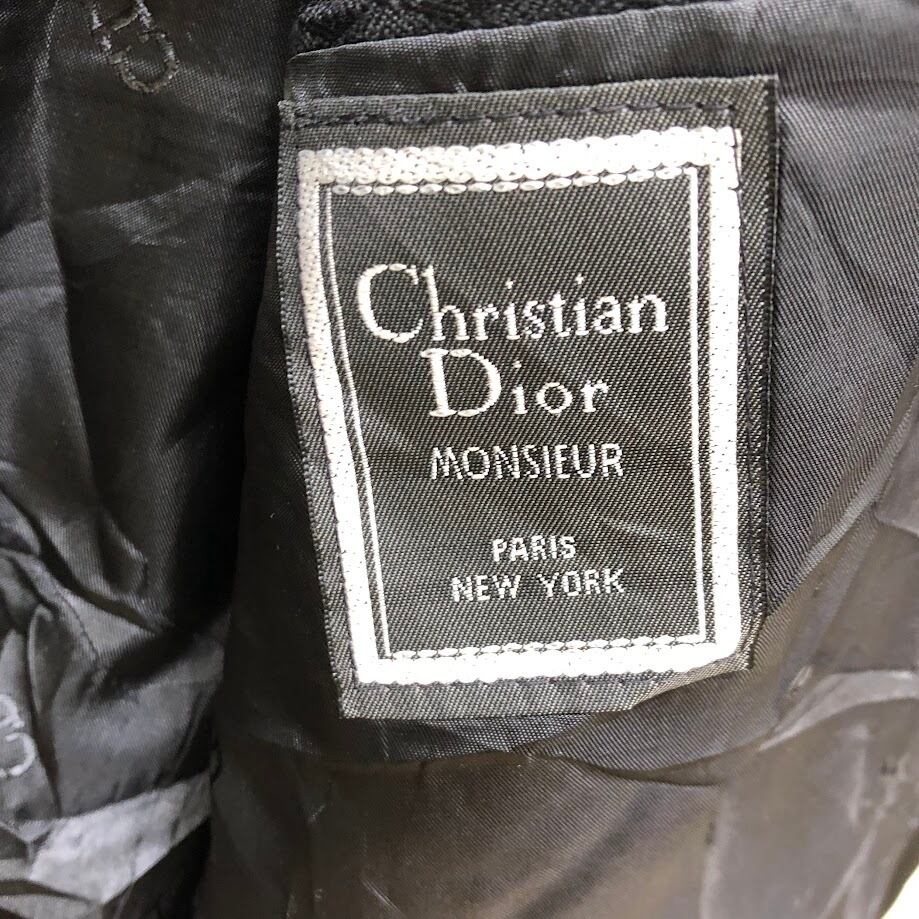 Christian
Dior
MONSIEUR
PARIS
NEW YORK